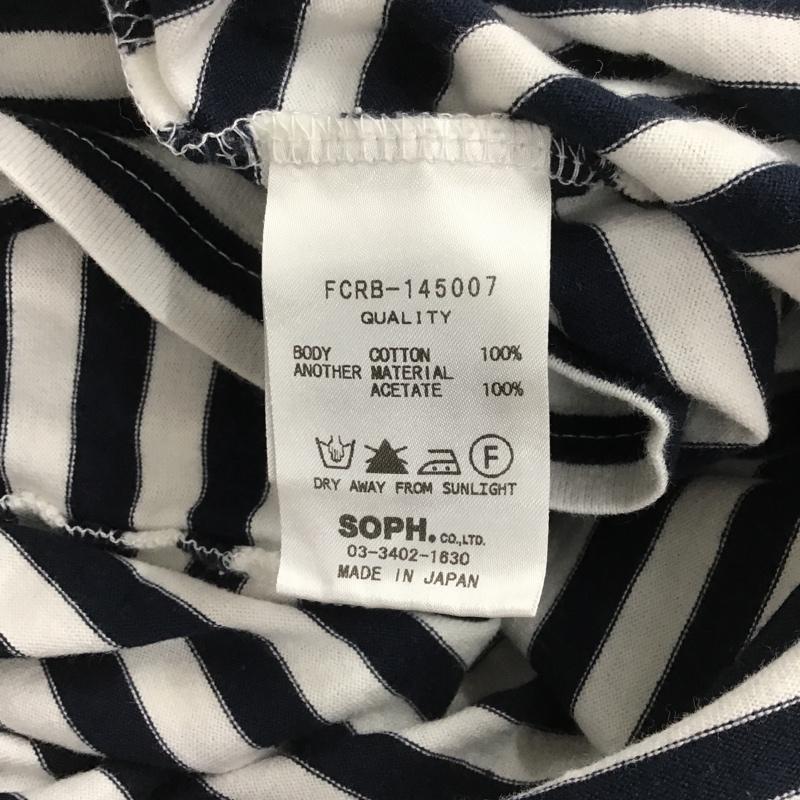 FCRB-145007
QUALITY
BODY COTTON 100%
ANOTHER MATERIAL
ACETATE 100%
F
DRY AWAY FROM SUNLIGHT
SOPH. CO.,LTD.
03-3402-1630
MADE IN JAPAN